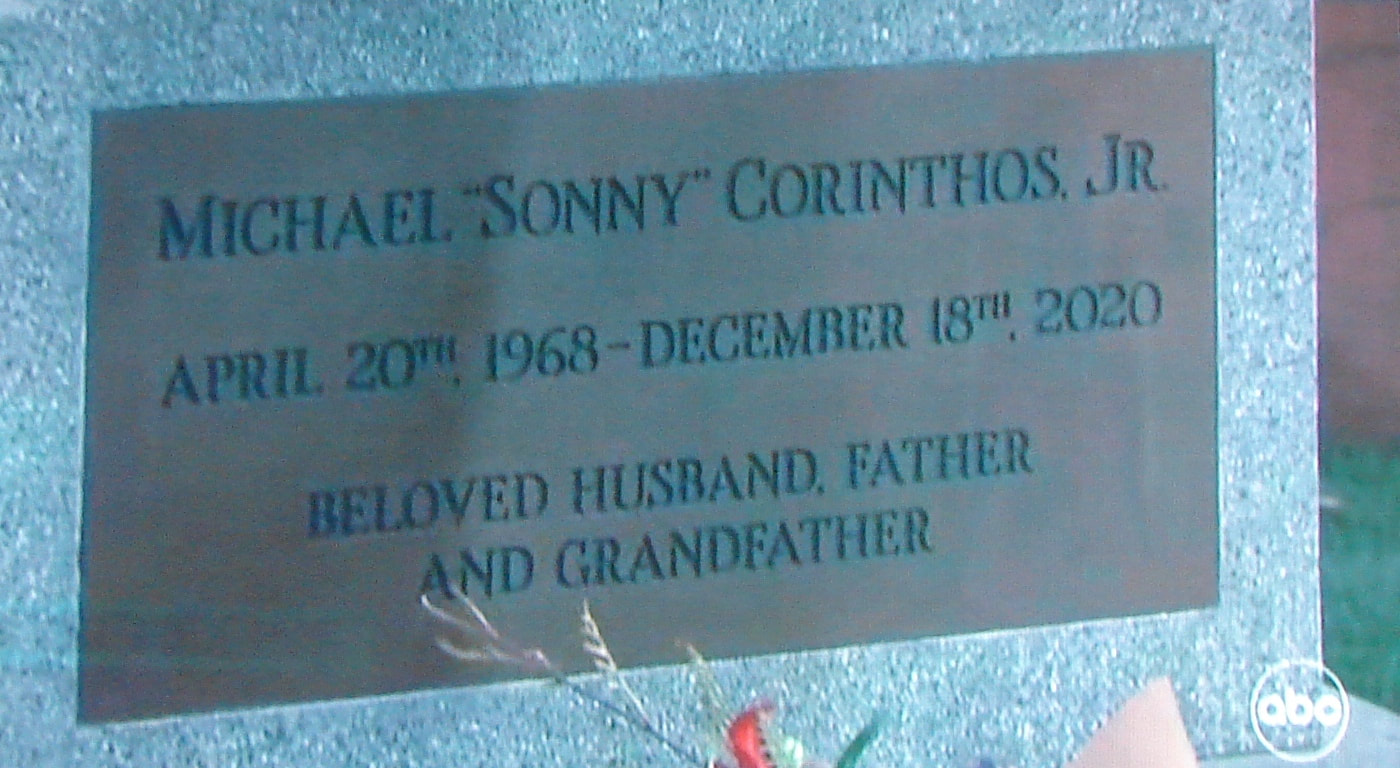 MICHAEL "SONNY" CORINTHOS, JR.
APRIL 20TH, 1968 - DECEMBER 18TH, 2020
BELOVED HUSBAND, FATHER
AND GRANDFATHER
abc